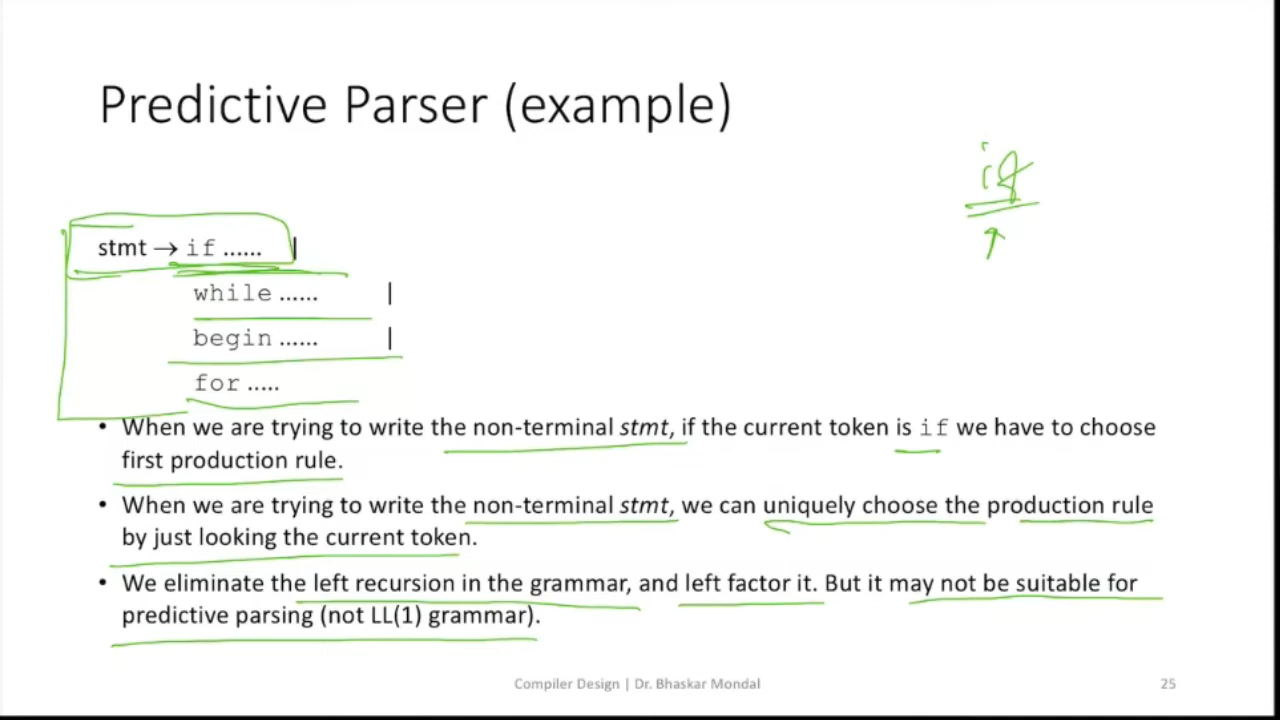 Predictive Parser (example)
if
stmt → if ...... |
while ...... |
begin ...... |
for .....
• When we are trying to write the non-terminal stmt, if the current token is if we have to choose
first production rule.
• When we are trying to write the non-terminal stmt, we can uniquely choose the production rule
by just looking the current token.
• We eliminate the left recursion in the grammar, and left factor it. But it may not be suitable for
predictive parsing (not LL(1) grammar).
Compiler Design | Dr. Bhaskar Mondal
25